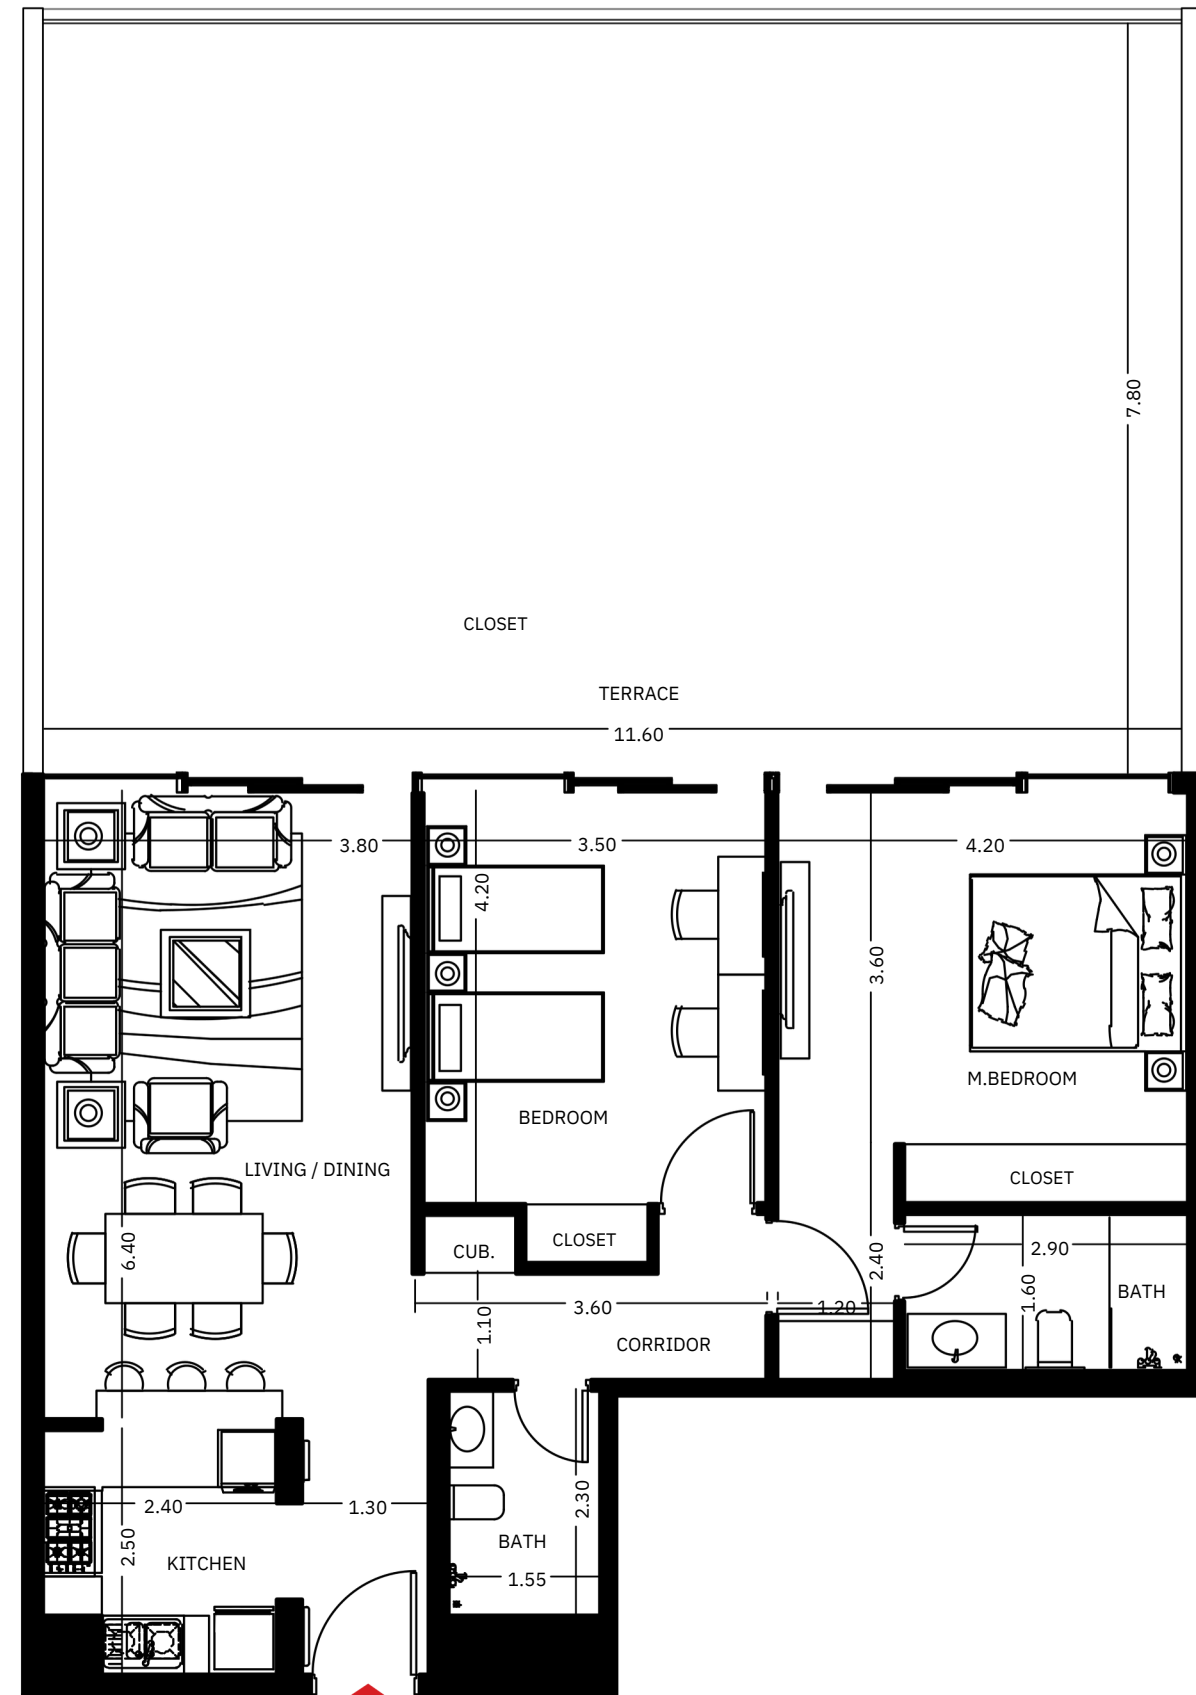 7.80
CLOSET
TERRACE
11.60
3.80
3.50
4.20
4.20
3.60
M.BEDROOM
BEDROOM
LIVING / DINING
CLOSET
CLOSET
CUB.
6.40
2.40
2.90
1.60
BATH
3.60
1.20
1.10
CORRIDOR
2.40
1.30
2.30
2.50
BATH
KITCHEN
1.55